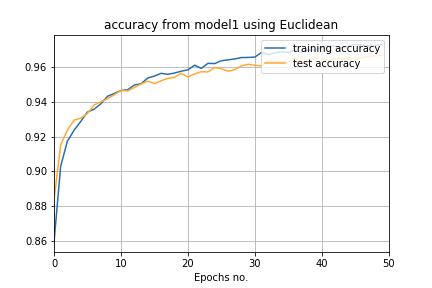 accuracy from model1 using Euclidean
training accuracy
test accuracy
0.96
0.94
0.92
0.90
0.88
0.86
0 10 20 30 40 50
Epochs no.